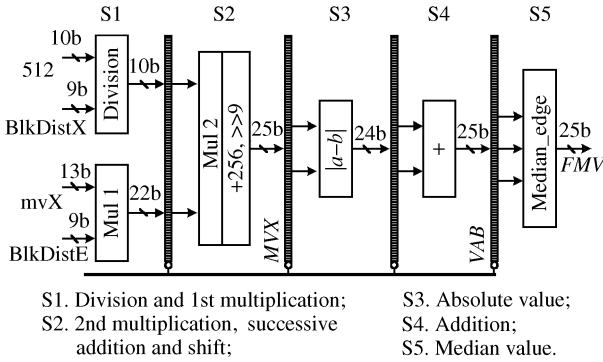 S1 S2 S3 S4 S5
10b
512
9b
BlkDistX
Division
10b
13b
mvX
9b
BlkDistE
Mul 1
22b
Mul 2
+256, >>9
25b
MVX
|a−b|
24b
+
25b
VAB
Median_edge
25b
FMV
S1. Division and 1st multiplication;
S2. 2nd multiplication, successive
addition and shift;
S3. Absolute value;
S4. Addition;
S5. Median value.